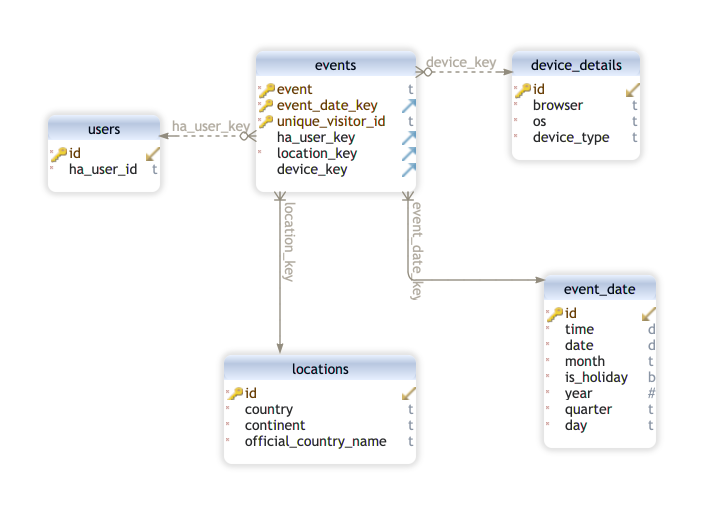 events
event t
event_date_key
unique_visitor_id t
ha_user_key
location_key
device_key
device_key
device_details
id
browser t
os t
device_type t
users
id
ha_user_id t
ha_user_key
location_key
event_date_key
event_date
id
time d
date d
month t
is_holiday b
year #
quarter t
day t
locations
id
country t
continent t
official_country_name t